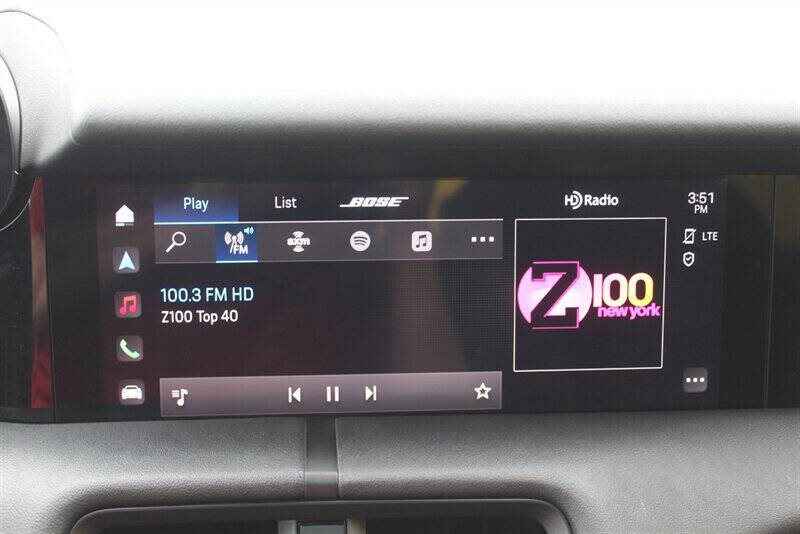 Play List BOSE HD Radio 3:51
PM
FM SXM LTE
100.3 FM HD
Z100 Top 40
Z100
new york